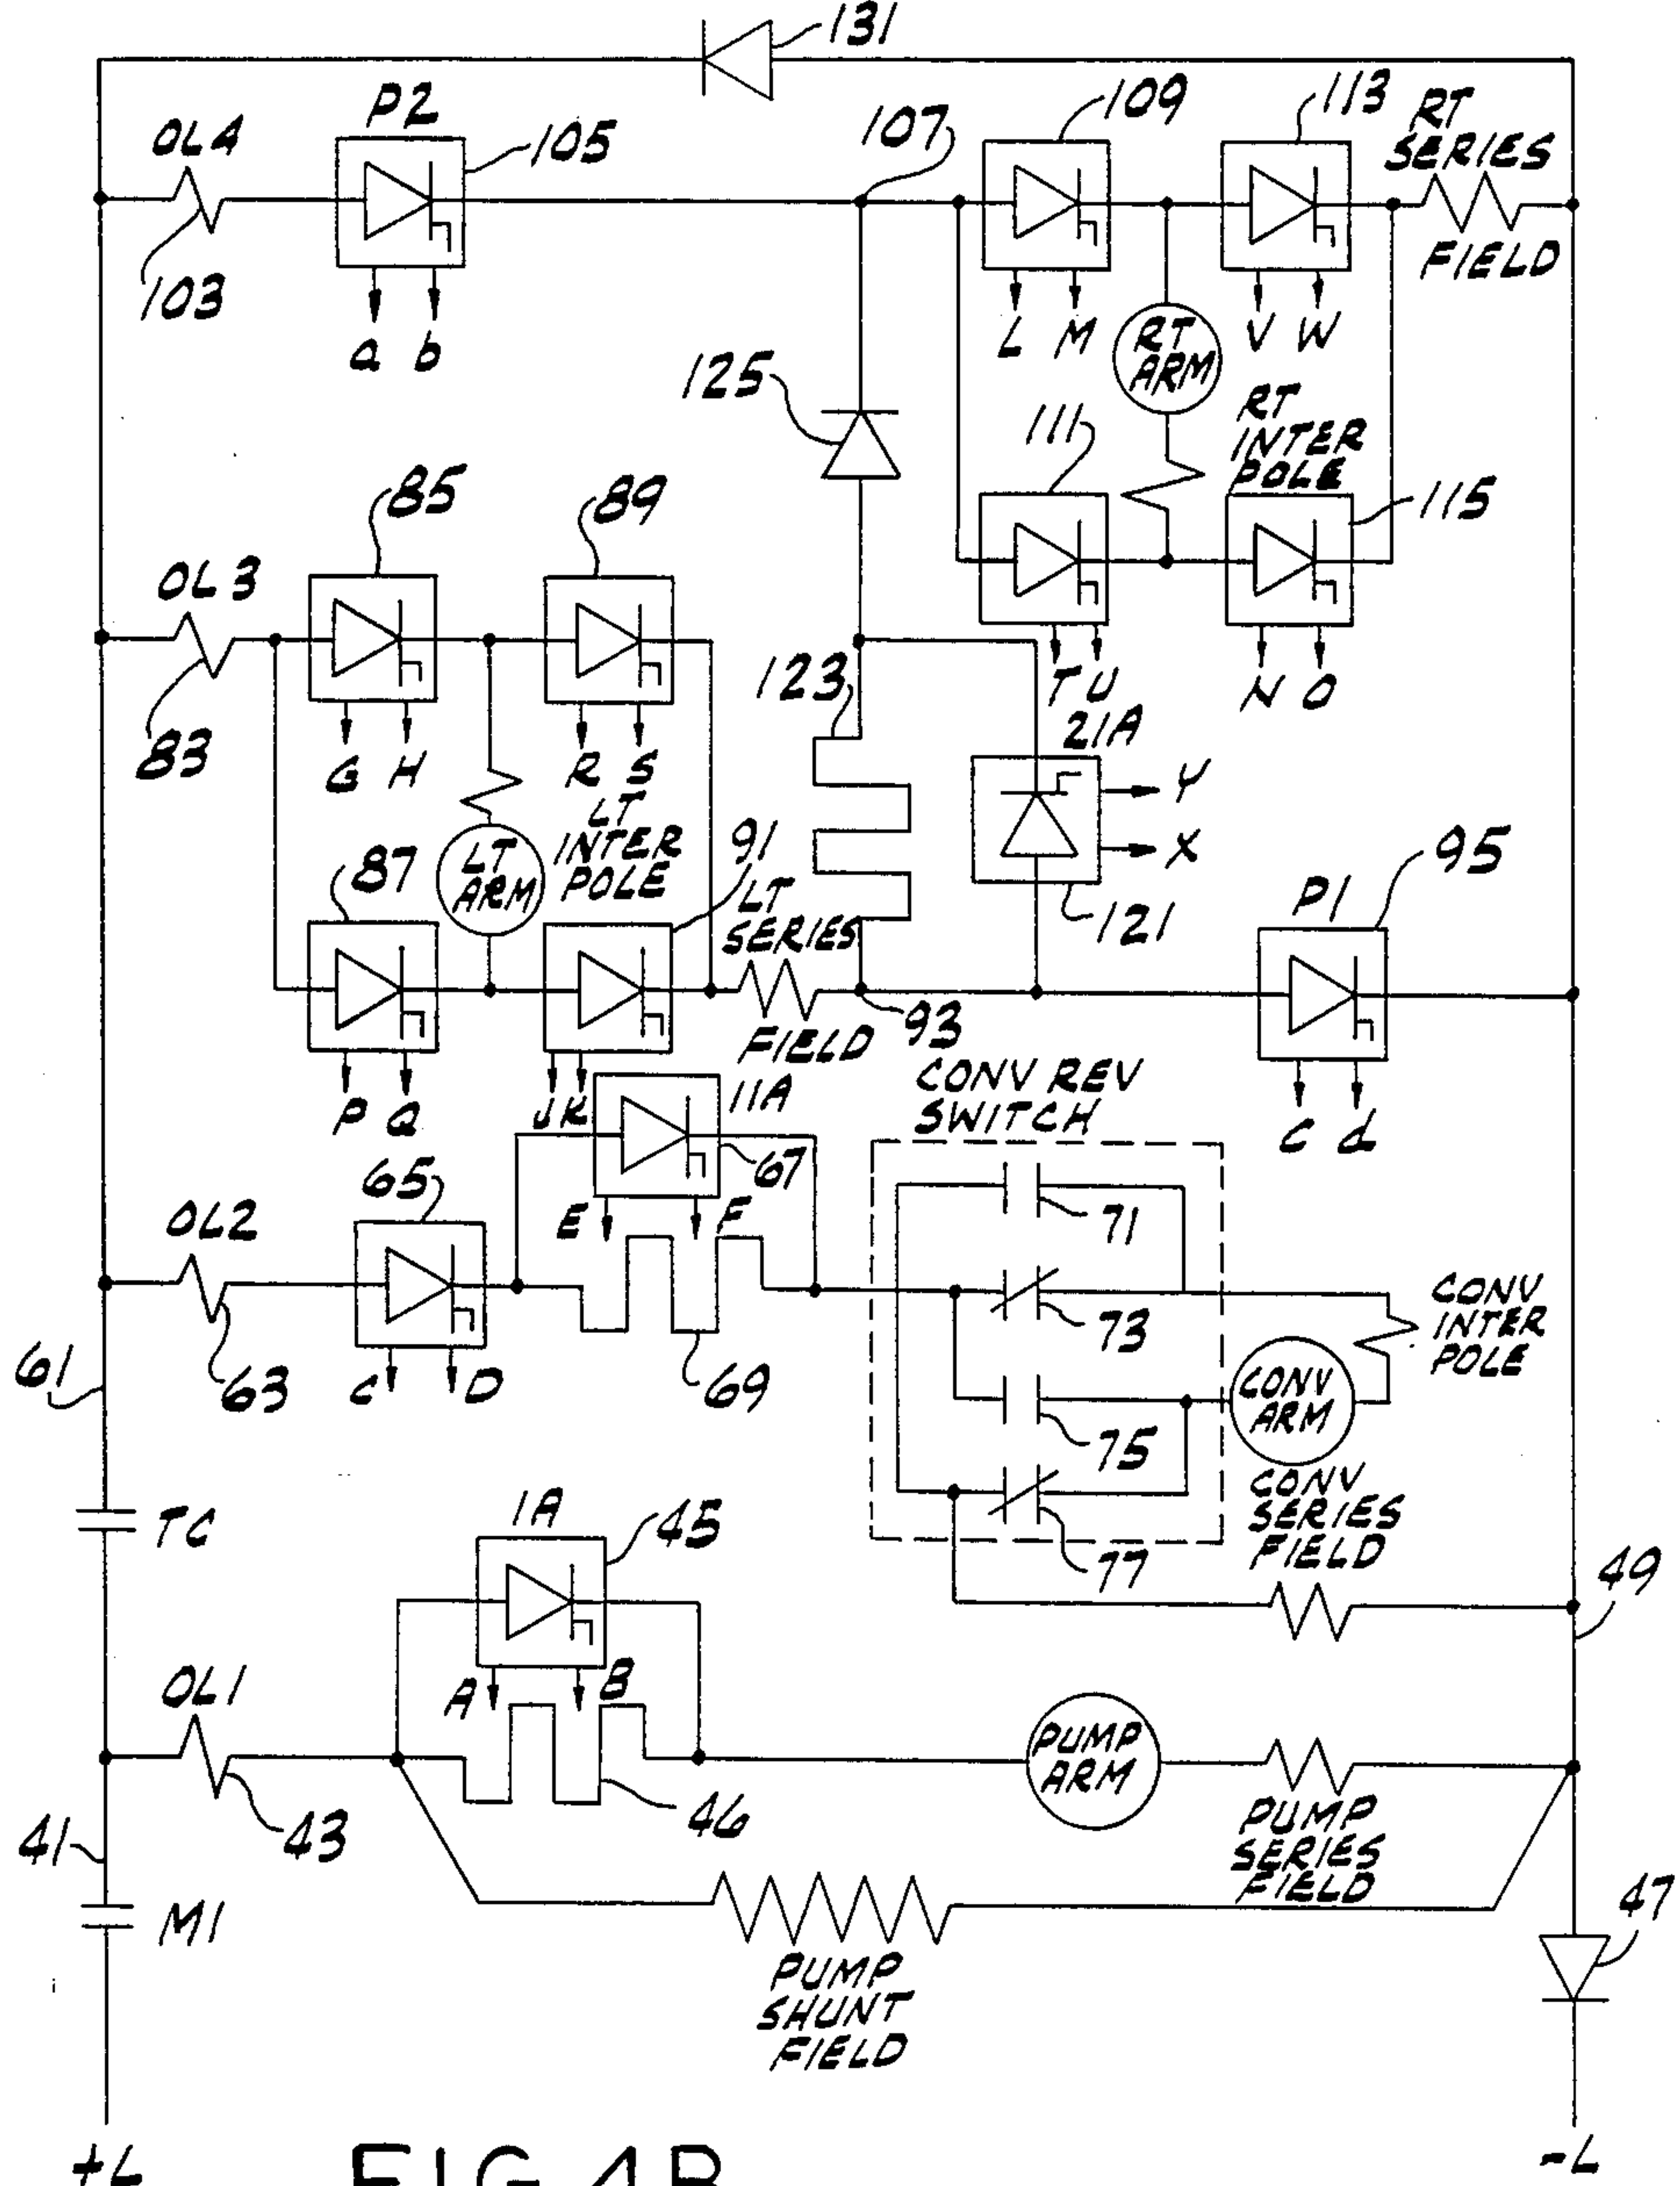 131
P2
OL4
105
103
a b
107
109
113
RT
SERIES
FIELD
L M
V W
RT
ARM
RT
INTER
POLE
125
111
115
T U
N O
85
89
OL3
83
G H
R S
LT
INTER
POLE
LT
ARM
87
91
LT
SERIES
FIELD
P Q
J K
123
21A
Y
X
121
93
P1
95
c d
11A
67
E F
65
OL2
63
C D
69
61
CONV REV
SWITCH
71
73
75
77
CONV
INTER
POLE
CONV
ARM
CONV
SERIES
FIELD
TC
1A
45
A B
OL1
43
46
41
M1
PUMP
ARM
PUMP
SERIES
FIELD
PUMP
SHUNT
FIELD
49
47
+L
-L
FIG 4B